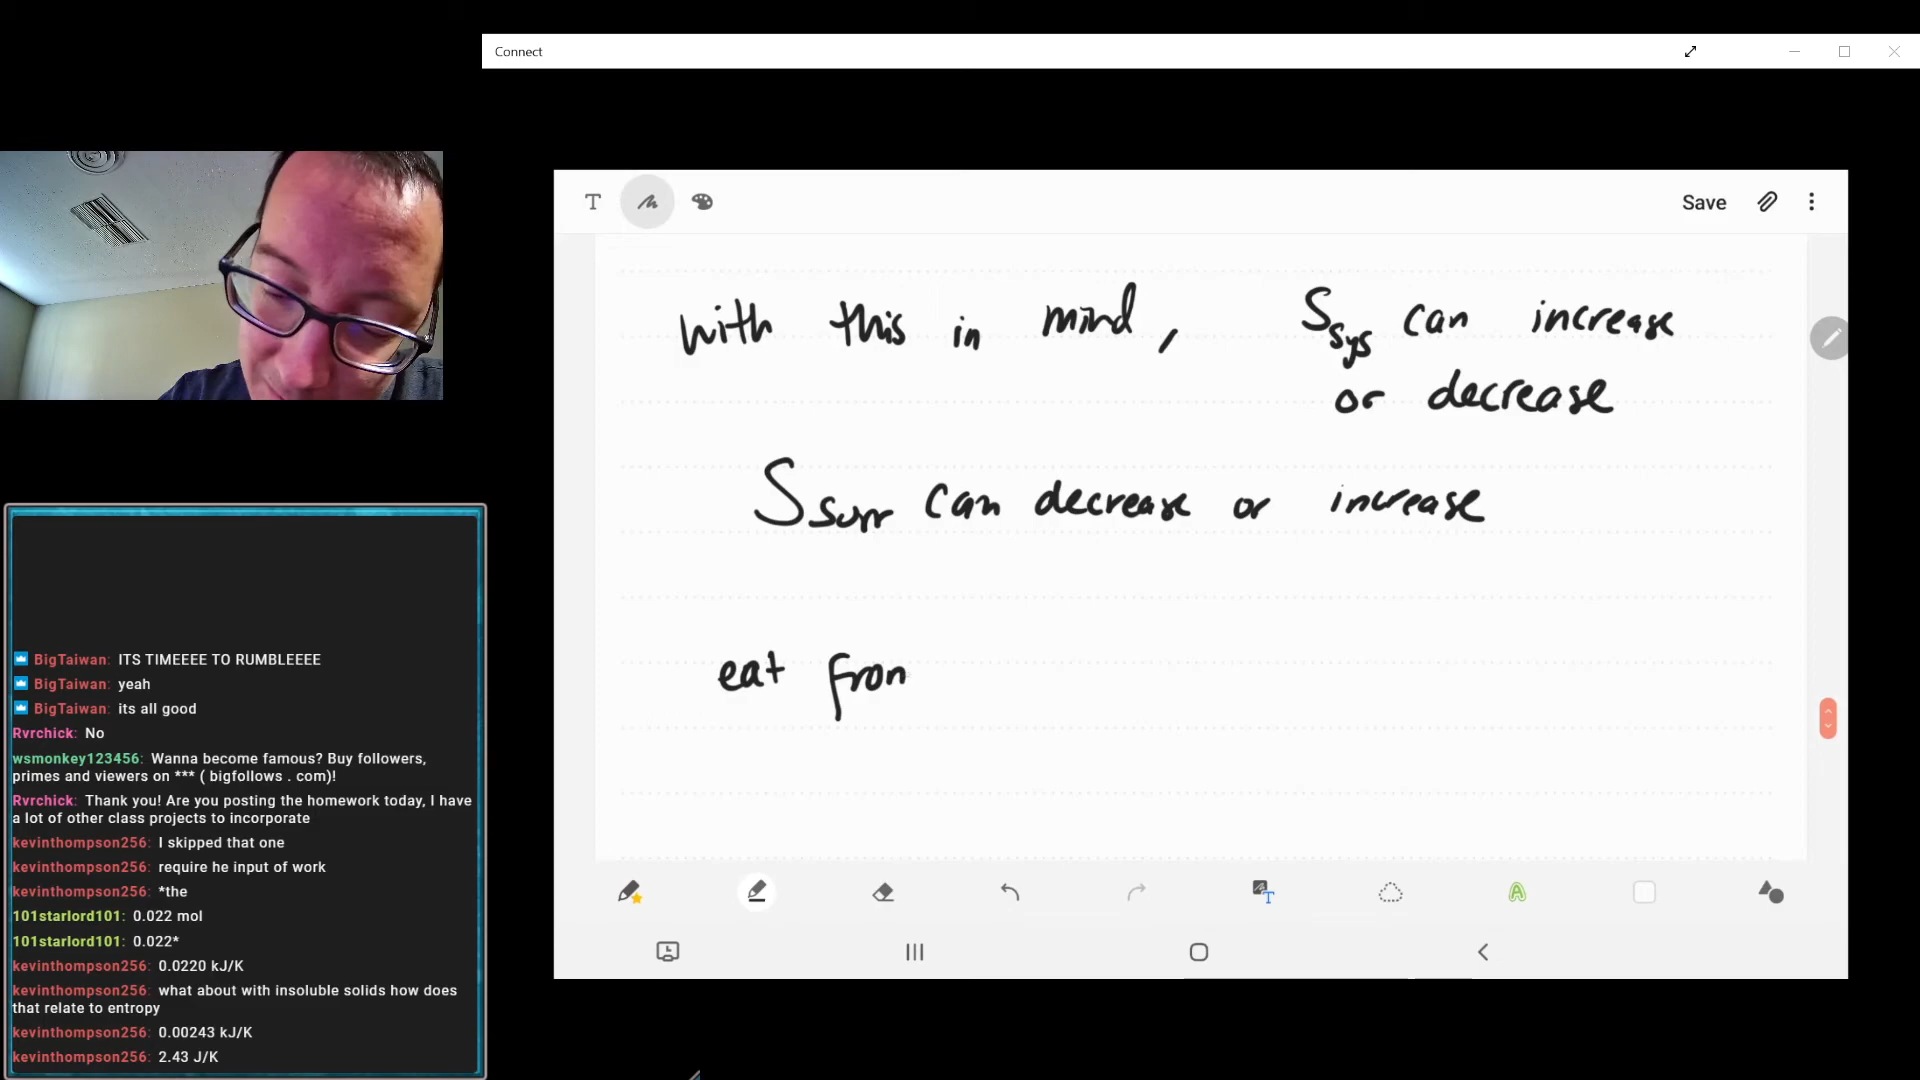 Connect
Save
With this in mind, Ssys can increase
or decrease
Ssurr can decrease or increase
eat fron
BigTaiwan: ITS TIMEEEE TO RUMBLEEEE
BigTaiwan: yeah
BigTaiwan: its all good
Rvrchick: No
wsmonkey123456: Wanna become famous? Buy followers,
primes and viewers on *** ( bigfollows . com)!
Rvrchick: Thank you! Are you posting the homework today, I have
a lot of other class projects to incorporate
kevinthompson256: I skipped that one
kevinthompson256: require he input of work
kevinthompson256: *the
101starlord101: 0.022 mol
101starlord101: 0.022*
kevinthompson256: 0.0220 kJ/K
kevinthompson256: what about with insoluble solids how does
that relate to entropy
kevinthompson256: 0.00243 kJ/K
kevinthompson256: 2.43 J/K